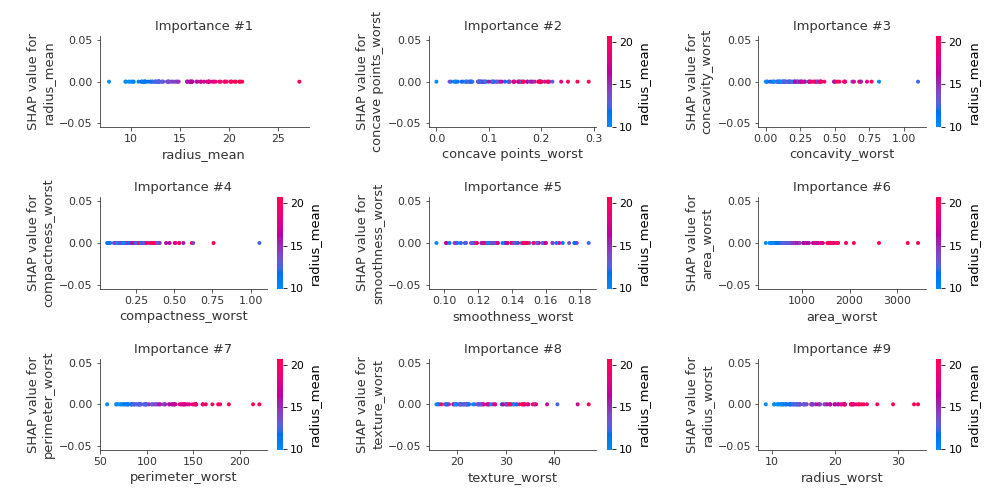 Importance #1
SHAP value for
radius_mean
0.05
0.00
−0.05
10
15
20
25
radius_mean
Importance #2
SHAP value for
concave points_worst
0.05
0.00
−0.05
0.0
0.1
0.2
0.3
concave points_worst
20
15
10
radius_mean
Importance #3
SHAP value for
concavity_worst
0.05
0.00
−0.05
0.00
0.25
0.50
0.75
1.00
concavity_worst
20
15
10
radius_mean
Importance #4
SHAP value for
compactness_worst
0.05
0.00
−0.05
0.25
0.50
0.75
1.00
compactness_worst
20
15
10
radius_mean
Importance #5
SHAP value for
smoothness_worst
0.05
0.00
−0.05
0.10
0.12
0.14
0.16
0.18
smoothness_worst
20
15
10
radius_mean
Importance #6
SHAP value for
area_worst
0.05
0.00
−0.05
1000
2000
3000
area_worst
20
15
10
radius_mean
Importance #7
SHAP value for
perimeter_worst
0.05
0.00
−0.05
50
100
150
200
perimeter_worst
20
15
10
radius_mean
Importance #8
SHAP value for
texture_worst
0.05
0.00
−0.05
20
30
40
texture_worst
20
15
10
radius_mean
Importance #9
SHAP value for
radius_worst
0.05
0.00
−0.05
10
20
30
radius_worst
20
15
10
radius_mean